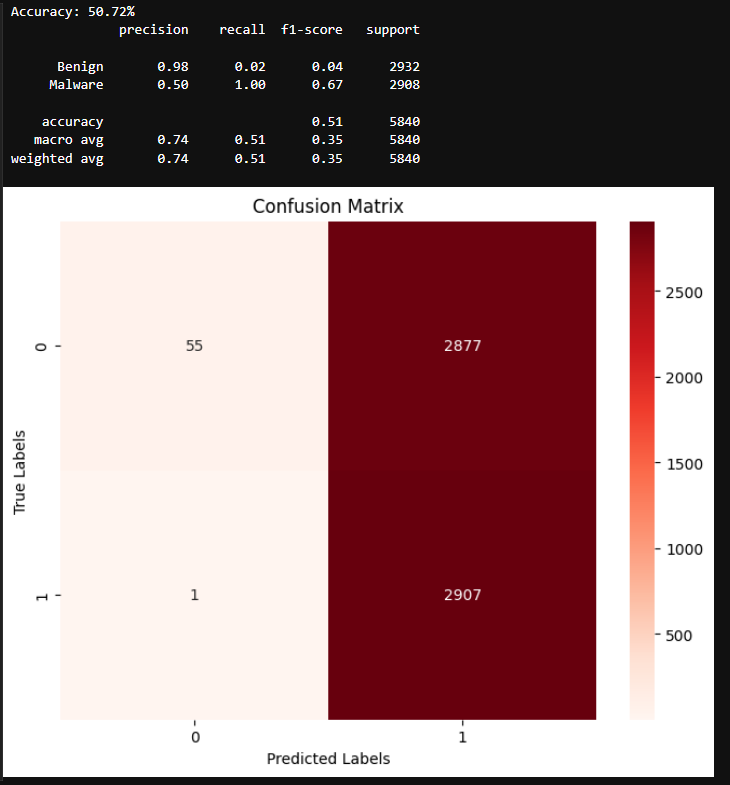 Accuracy: 50.72%
precision recall f1-score support
Benign 0.98 0.02 0.04 2932
Malware 0.50 1.00 0.67 2908
accuracy 0.51 5840
macro avg 0.74 0.51 0.35 5840
weighted avg 0.74 0.51 0.35 5840
Confusion Matrix
55 2877
1 2907
0
1
True Labels
0 1
Predicted Labels
2500
2000
1500
1000
500